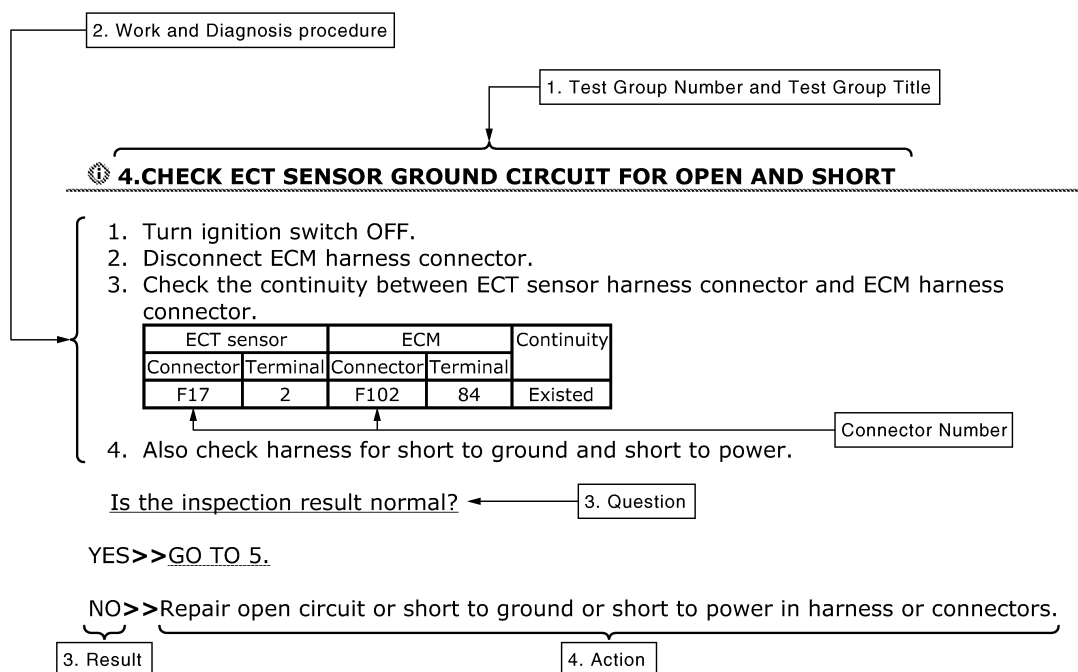 2. Work and Diagnosis procedure
1. Test Group Number and Test Group Title
4.CHECK ECT SENSOR GROUND CIRCUIT FOR OPEN AND SHORT
1. Turn ignition switch OFF.
2. Disconnect ECM harness connector.
3. Check the continuity between ECT sensor harness connector and ECM harness
connector.
ECT sensor ECM Continuity
Connector Terminal Connector Terminal
F17 2 F102 84 Existed
Connector Number
4. Also check harness for short to ground and short to power.
Is the inspection result normal? 3. Question
YES>>GO TO 5.
NO>>Repair open circuit or short to ground or short to power in harness or connectors.
3. Result 4. Action